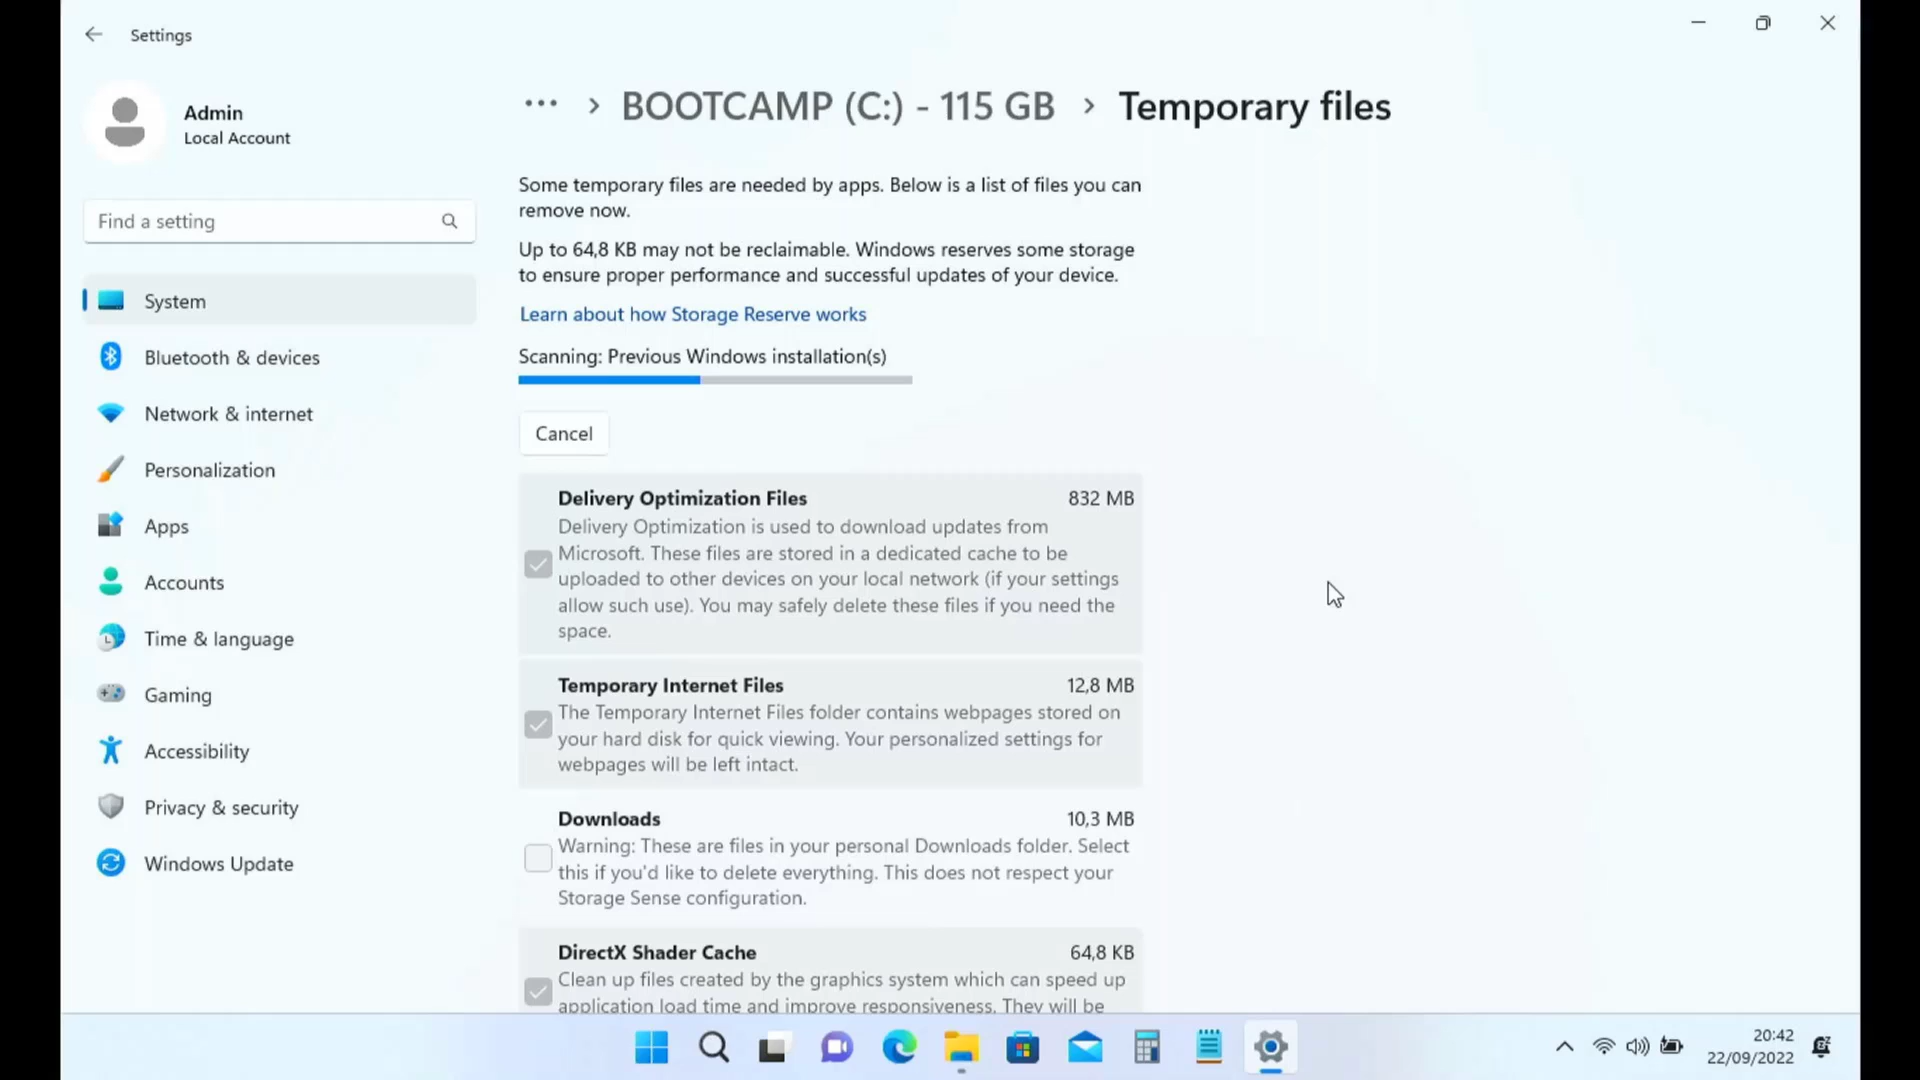 Settings
Admin
Local Account
Find a setting
System
Bluetooth & devices
Network & internet
Personalization
Apps
Accounts
Time & language
Gaming
Accessibility
Privacy & security
Windows Update
... > BOOTCAMP (C:) - 115 GB > Temporary files
Some temporary files are needed by apps. Below is a list of files you can
remove now.
Up to 64,8 KB may not be reclaimable. Windows reserves some storage
to ensure proper performance and successful updates of your device.
Learn about how Storage Reserve works
Scanning: Previous Windows installation(s)
Cancel
Delivery Optimization Files 832 MB
Delivery Optimization is used to download updates from
Microsoft. These files are stored in a dedicated cache to be
uploaded to other devices on your local network (if your settings
allow such use). You may safely delete these files if you need the
space.
Temporary Internet Files 12,8 MB
The Temporary Internet Files folder contains webpages stored on
your hard disk for quick viewing. Your personalized settings for
webpages will be left intact.
Downloads 10,3 MB
Warning: These are files in your personal Downloads folder. Select
this if you'd like to delete everything. This does not respect your
Storage Sense configuration.
DirectX Shader Cache 64,8 KB
Clean up files created by the graphics system which can speed up
application load time and improve responsiveness. They will be
20:42
22/09/2022